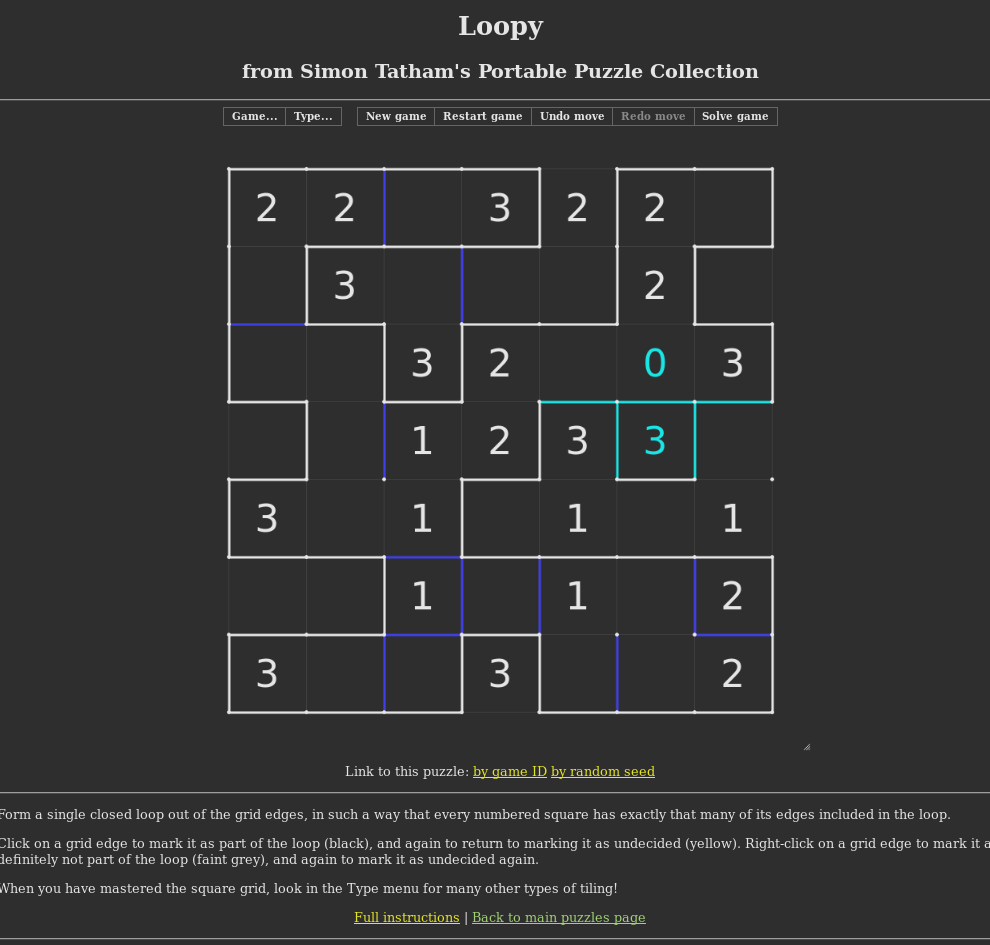 Loopy
from Simon Tatham's Portable Puzzle Collection
Game... Type... New game Restart game Undo move Redo move Solve game
2 2 3 2 2
3 2
3 2 0 3
1 2 3 3
3 1 1 1
1 1 2
3 3 2
Link to this puzzle: by game ID by random seed
Form a single closed loop out of the grid edges, in such a way that every numbered square has exactly that many of its edges included in the loop.
Click on a grid edge to mark it as part of the loop (black), and again to return to marking it as undecided (yellow). Right-click on a grid edge to mark it a
definitely not part of the loop (faint grey), and again to mark it as undecided again.
When you have mastered the square grid, look in the Type menu for many other types of tiling!
Full instructions | Back to main puzzles page